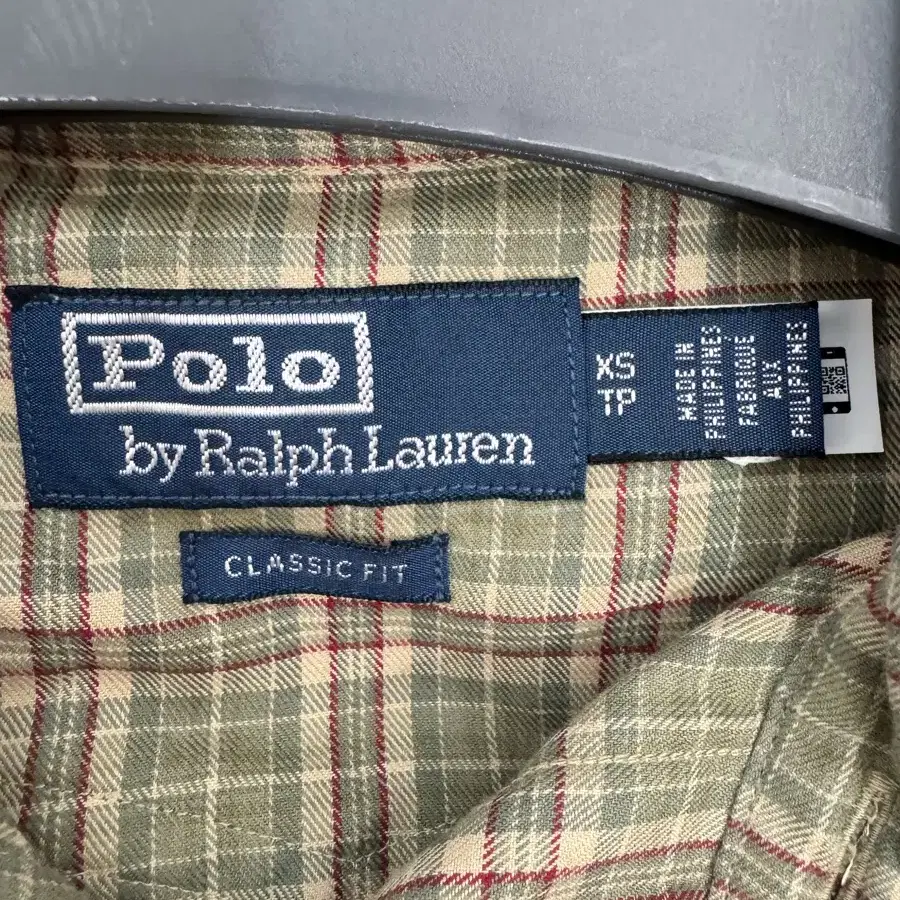 Polo
by Ralph Lauren
CLASSIC FIT
XS
TP
MADE IN
PHILIPPINES
FABRIQUE
AUX
PHILIPPINES